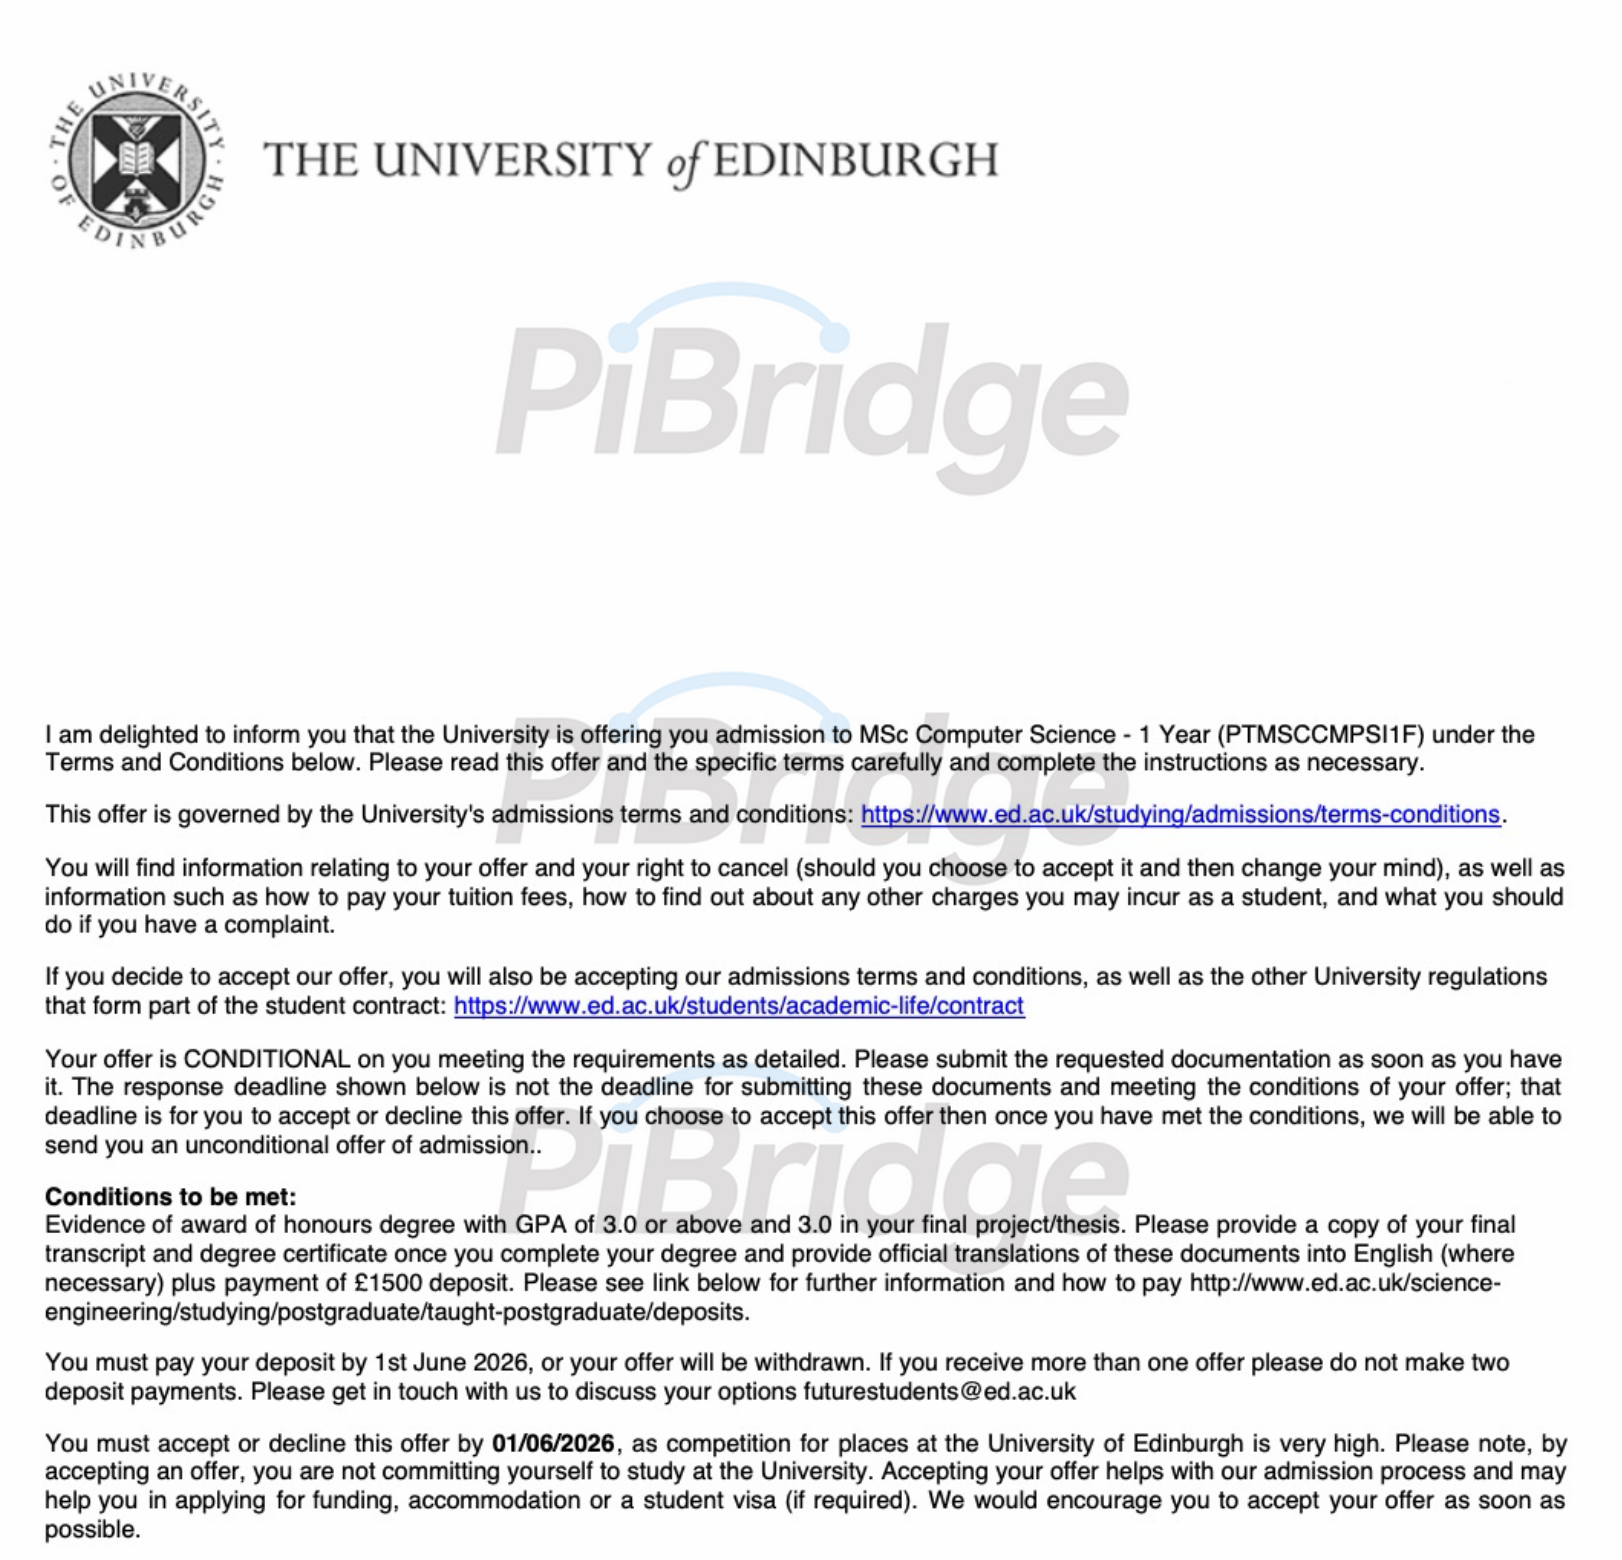 THE UNIVERSITY OF EDINBURGH
THE UNIVERSITY of EDINBURGH
PiBridge
I am delighted to inform you that the University is offering you admission to MSc Computer Science - 1 Year (PTMSCCMPSI1F) under the
Terms and Conditions below. Please read this offer and the specific terms carefully and complete the instructions as necessary.
PiBridge
This offer is governed by the University's admissions terms and conditions: https://www.ed.ac.uk/studying/admissions/terms-conditions.
You will find information relating to your offer and your right to cancel (should you choose to accept it and then change your mind), as well as
information such as how to pay your tuition fees, how to find out about any other charges you may incur as a student, and what you should
do if you have a complaint.
If you decide to accept our offer, you will also be accepting our admissions terms and conditions, as well as the other University regulations
that form part of the student contract: https://www.ed.ac.uk/students/academic-life/contract
Your offer is CONDITIONAL on you meeting the requirements as detailed. Please submit the requested documentation as soon as you have
it. The response deadline shown below is not the deadline for submitting these documents and meeting the conditions of your offer; that
deadline is for you to accept or decline this offer. If you choose to accept this offer then once you have met the conditions, we will be able to
send you an unconditional offer of admission..
PiBridge
Conditions to be met:
Evidence of award of honours degree with GPA of 3.0 or above and 3.0 in your final project/thesis. Please provide a copy of your final
transcript and degree certificate once you complete your degree and provide official translations of these documents into English (where
necessary) plus payment of £1500 deposit. Please see link below for further information and how to pay http://www.ed.ac.uk/science-
engineering/studying/postgraduate/taught-postgraduate/deposits.
You must pay your deposit by 1st June 2026, or your offer will be withdrawn. If you receive more than one offer please do not make two
deposit payments. Please get in touch with us to discuss your options futurestudents@ed.ac.uk
You must accept or decline this offer by 01/06/2026, as competition for places at the University of Edinburgh is very high. Please note, by
accepting an offer, you are not committing yourself to study at the University. Accepting your offer helps with our admission process and may
help you in applying for funding, accommodation or a student visa (if required). We would encourage you to accept your offer as soon as
possible.